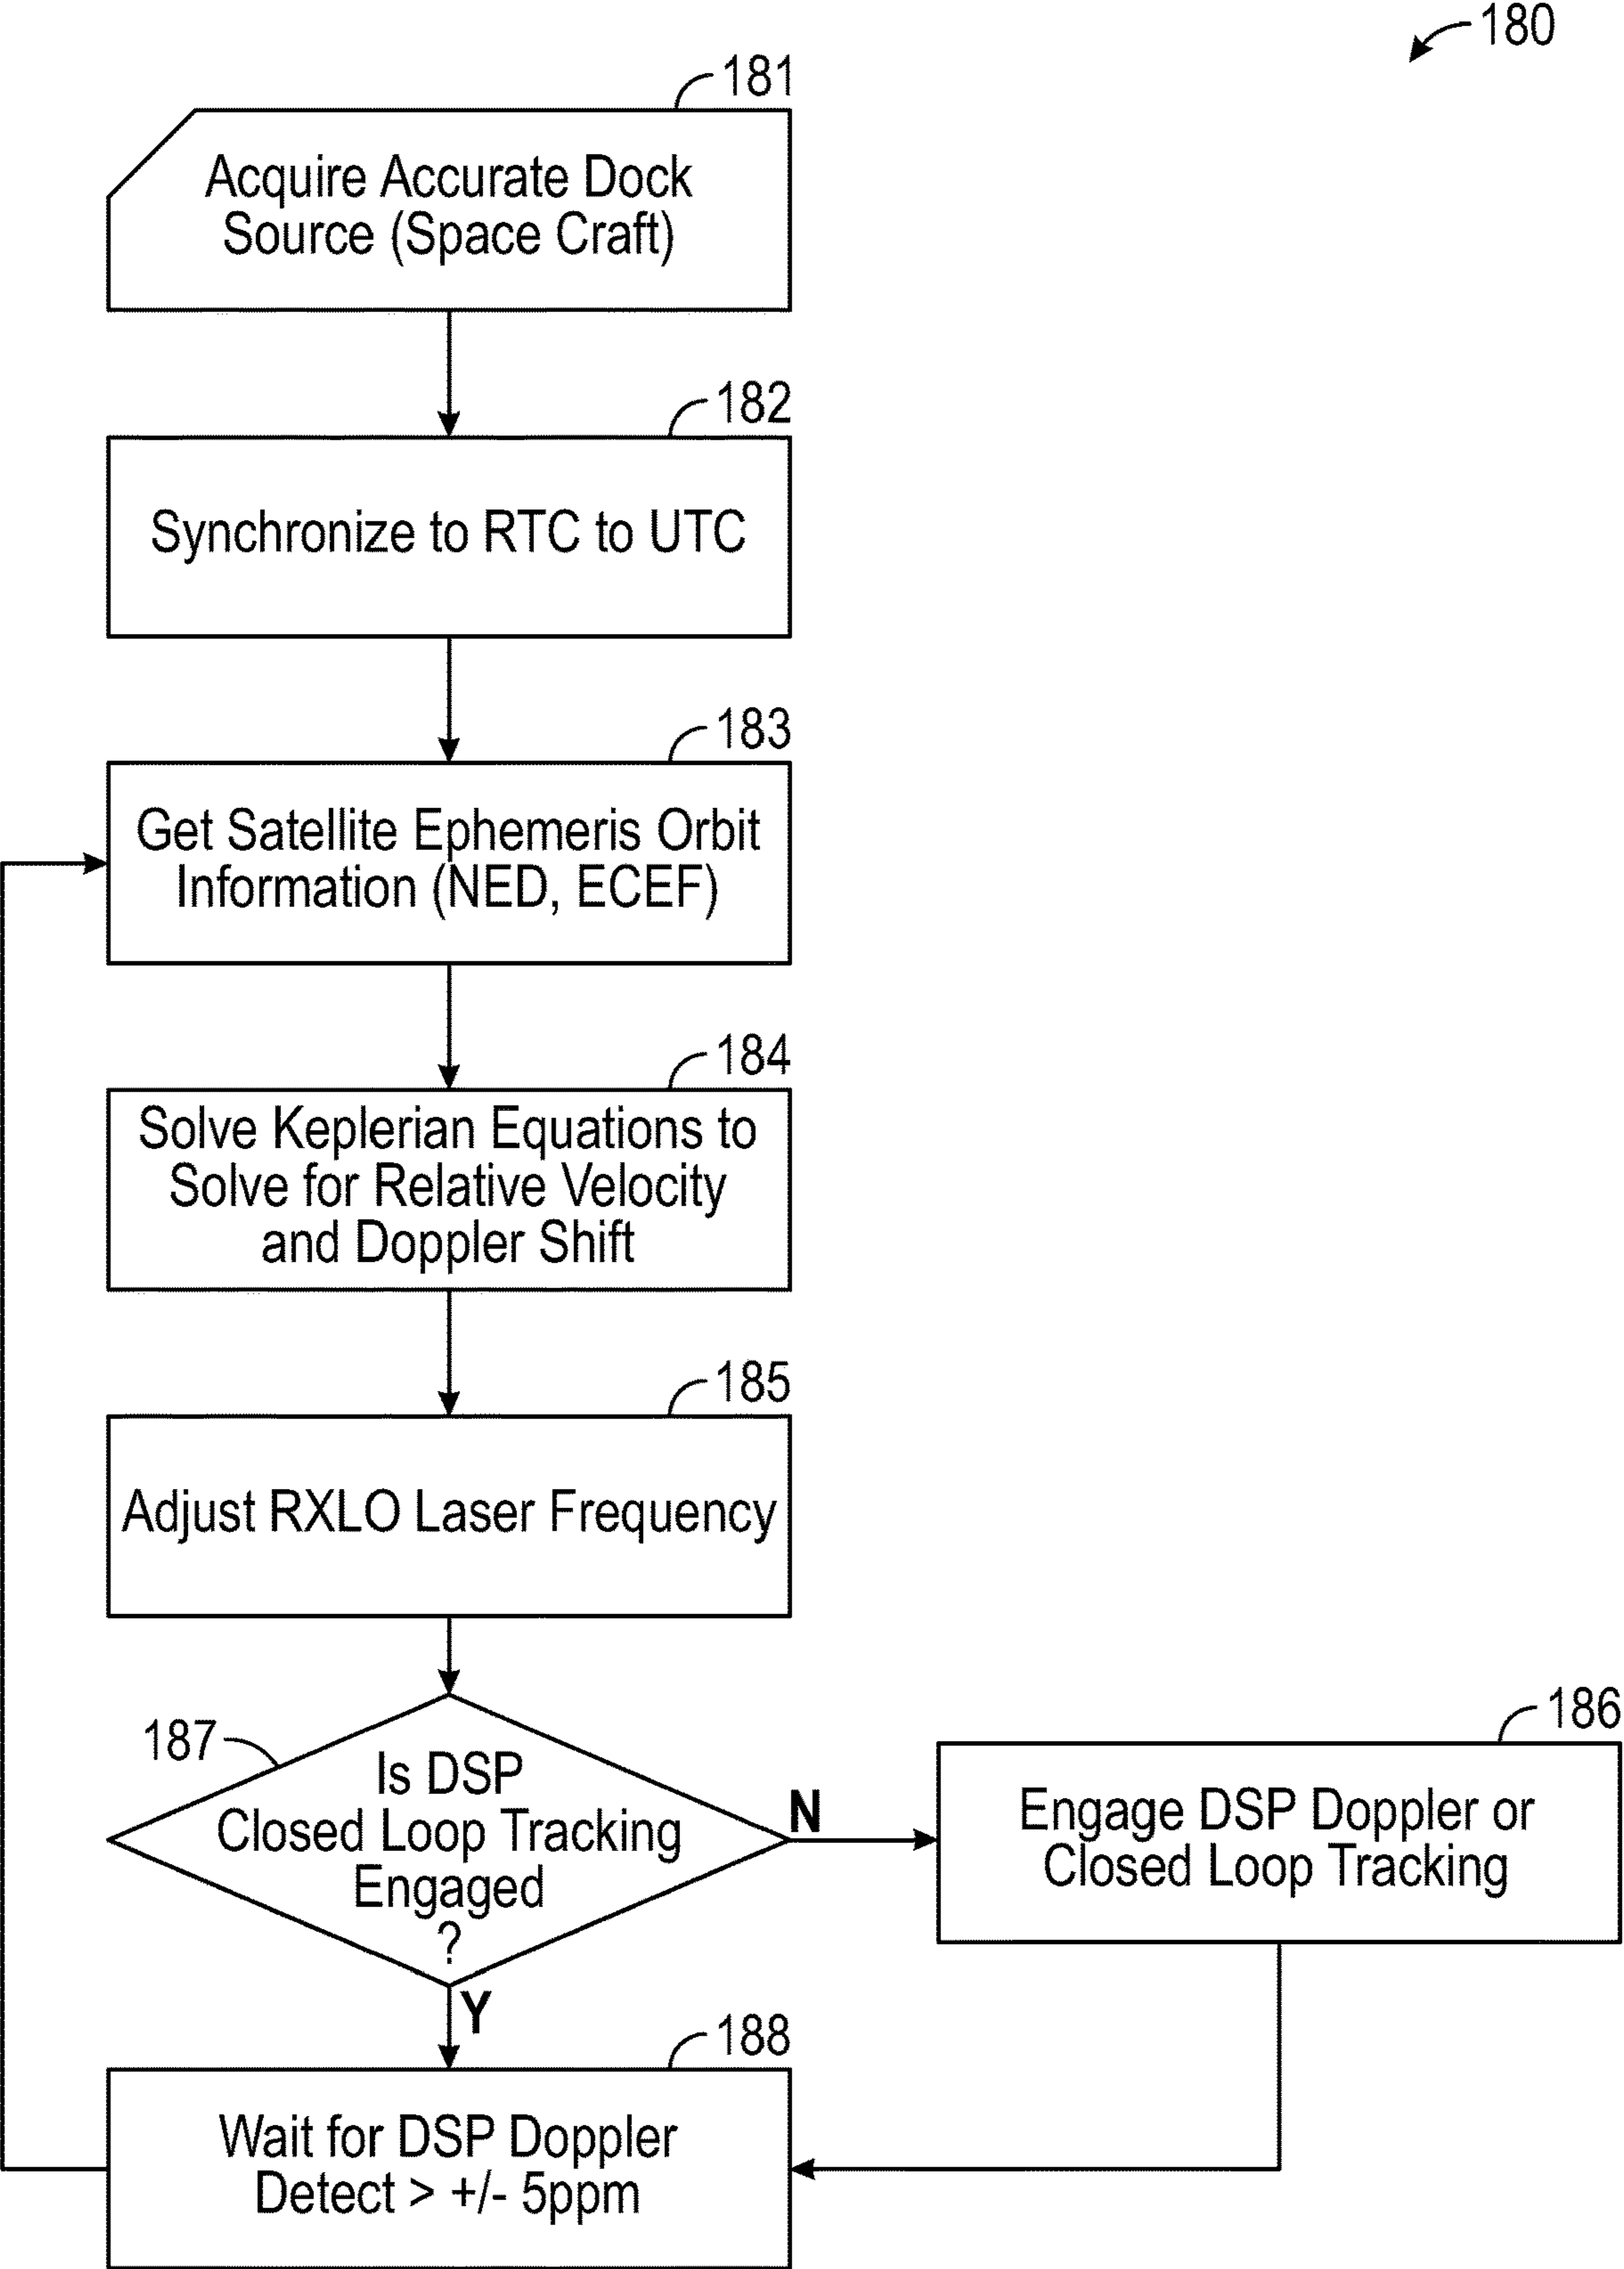 180
181
Acquire Accurate Dock
Source (Space Craft)
182
Synchronize to RTC to UTC
183
Get Satellite Ephemeris Orbit
Information (NED, ECEF)
184
Solve Keplerian Equations to
Solve for Relative Velocity
and Doppler Shift
185
Adjust RXLO Laser Frequency
187
Is DSP
Closed Loop Tracking
Engaged
?
N
Y
186
Engage DSP Doppler or
Closed Loop Tracking
188
Wait for DSP Doppler
Detect > +/- 5ppm